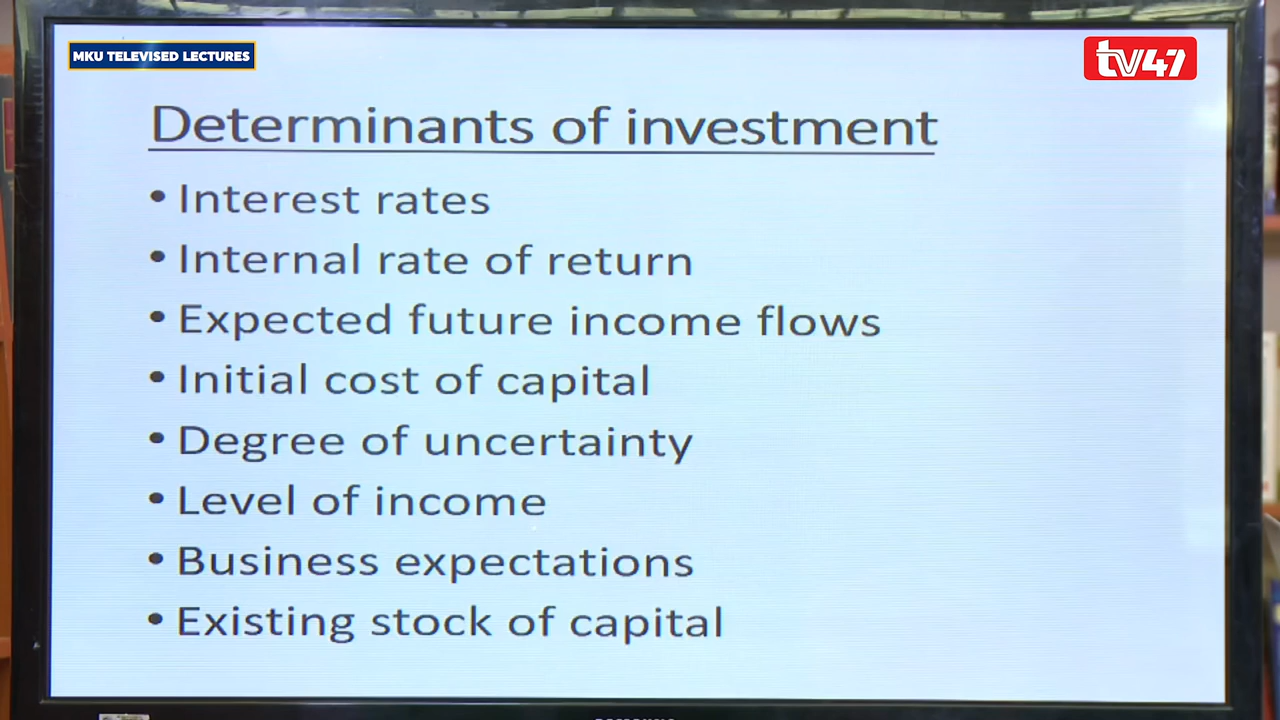 MKU TELEVISED LECTURES
tv47
Determinants of investment
• Interest rates
• Internal rate of return
• Expected future income flows
• Initial cost of capital
• Degree of uncertainty
• Level of income
• Business expectations
• Existing stock of capital